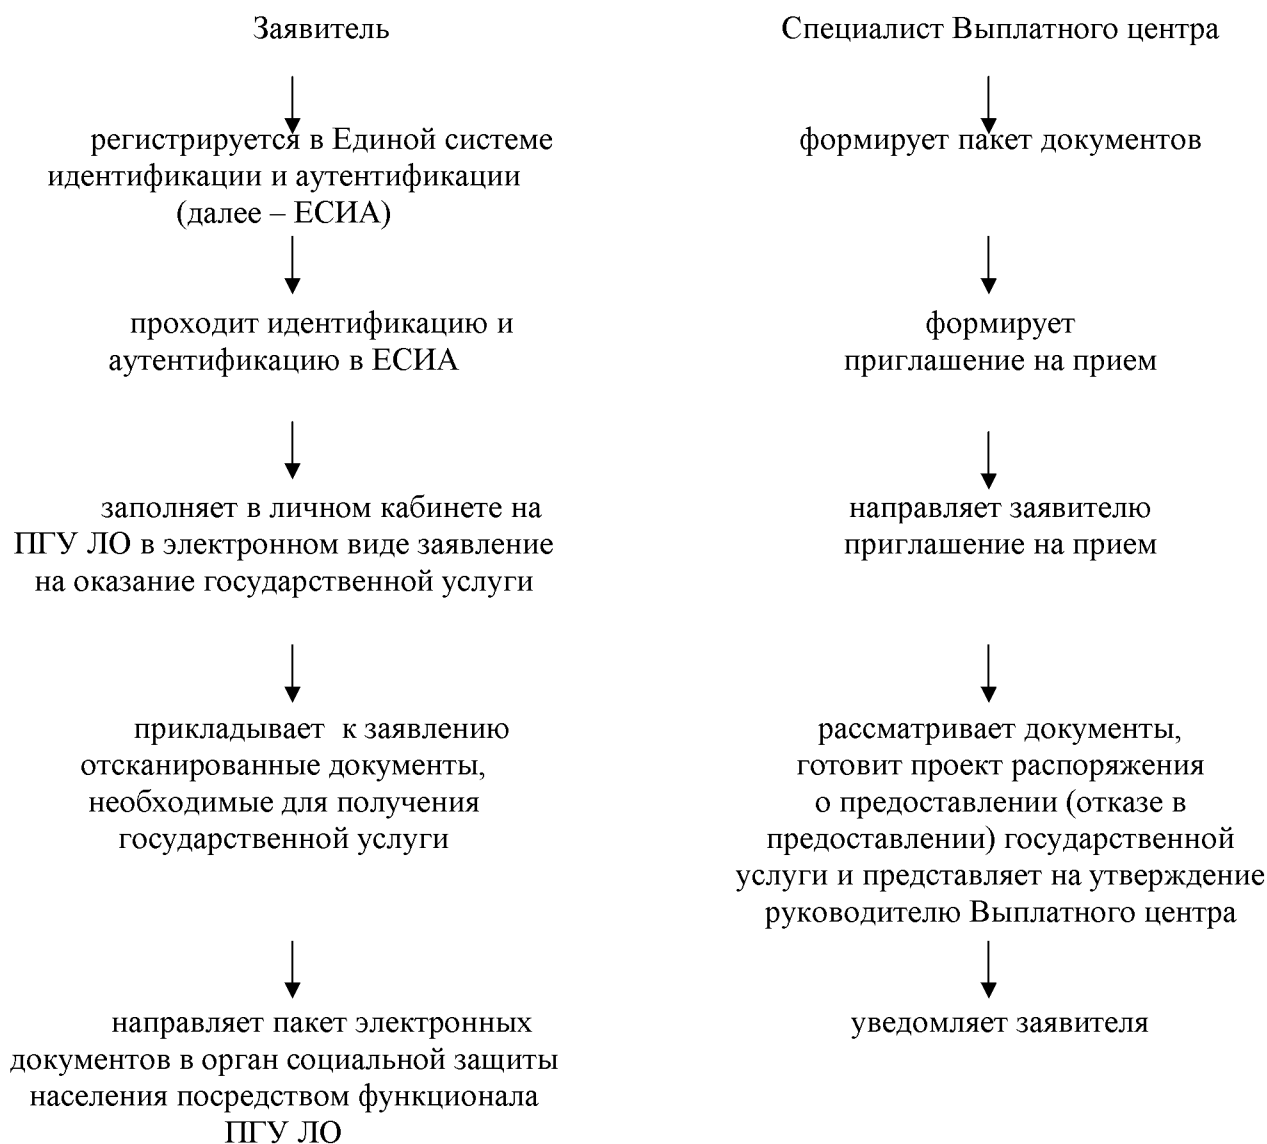 Заявитель
регистрируется в Единой системе
идентификации и аутентификации
(далее – ЕСИА)
проходит идентификацию и
аутентификацию в ЕСИА
заполняет в личном кабинете на
ПГУ ЛО в электронном виде заявление
на оказание государственной услуги
прикладывает к заявлению
отсканированные документы,
необходимые для получения
государственной услуги
направляет пакет электронных
документов в орган социальной защиты
населения посредством функционала
ПГУ ЛО
Специалист Выплатного центра
формирует пакет документов
формирует
приглашение на прием
направляет заявителю
приглашение на прием
рассматривает документы,
готовит проект распоряжения
о предоставлении (отказе в
предоставлении) государственной
услуги и представляет на утверждение
руководителю Выплатного центра
уведомляет заявителя